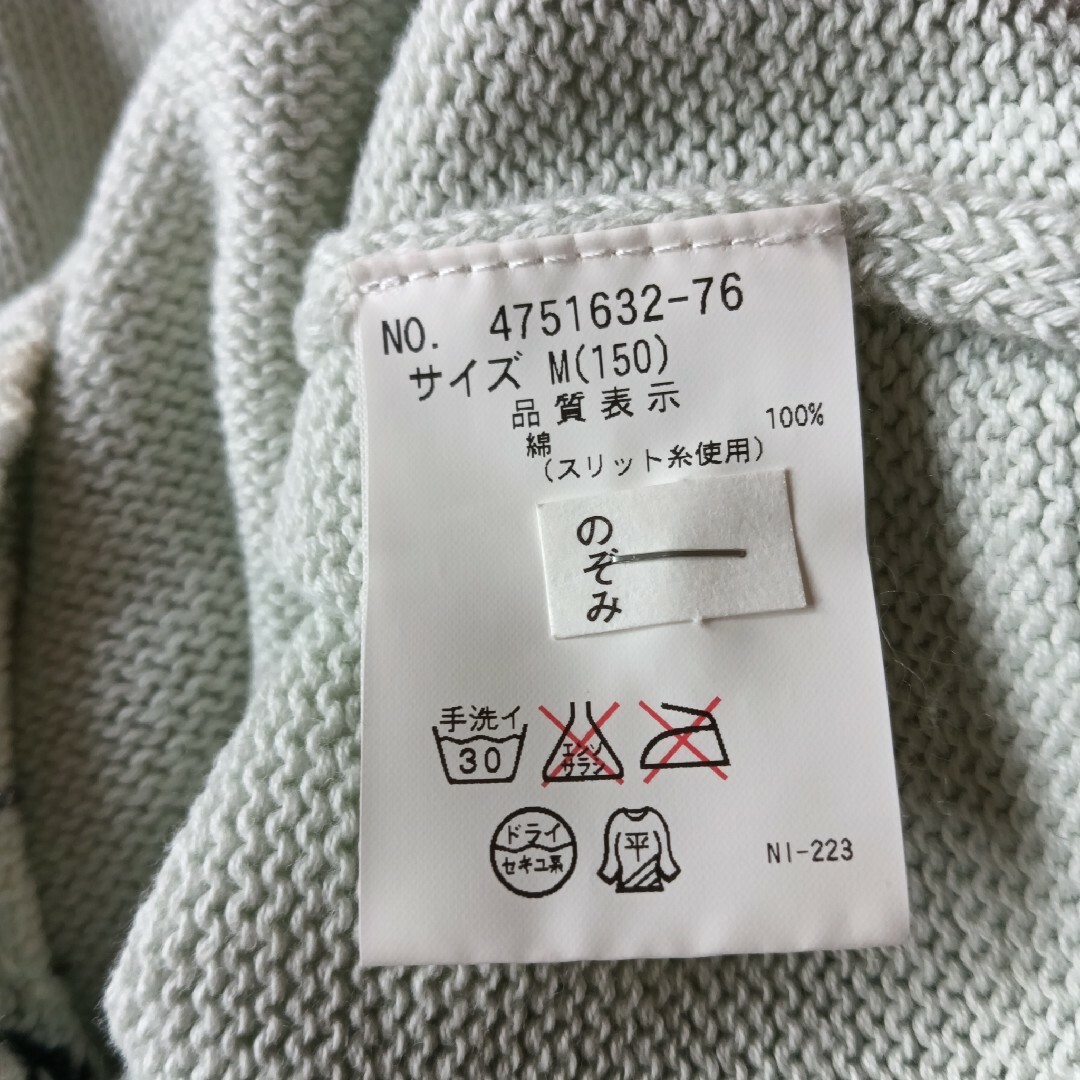 NO. 4751632-76
サイズ M(150)
品質表示
綿 100%
(スリット糸使用)
のぞみ
手洗イ
30
エンソ
サラシ
ドライ
セキユ系
平
NI-223